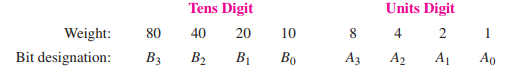 Tens Digit Units Digit
Weight: 80 40 20 10 8 4 2 1
Bit designation: B₃ B₂ B₁ B₀ A₃ A₂ A₁ A₀